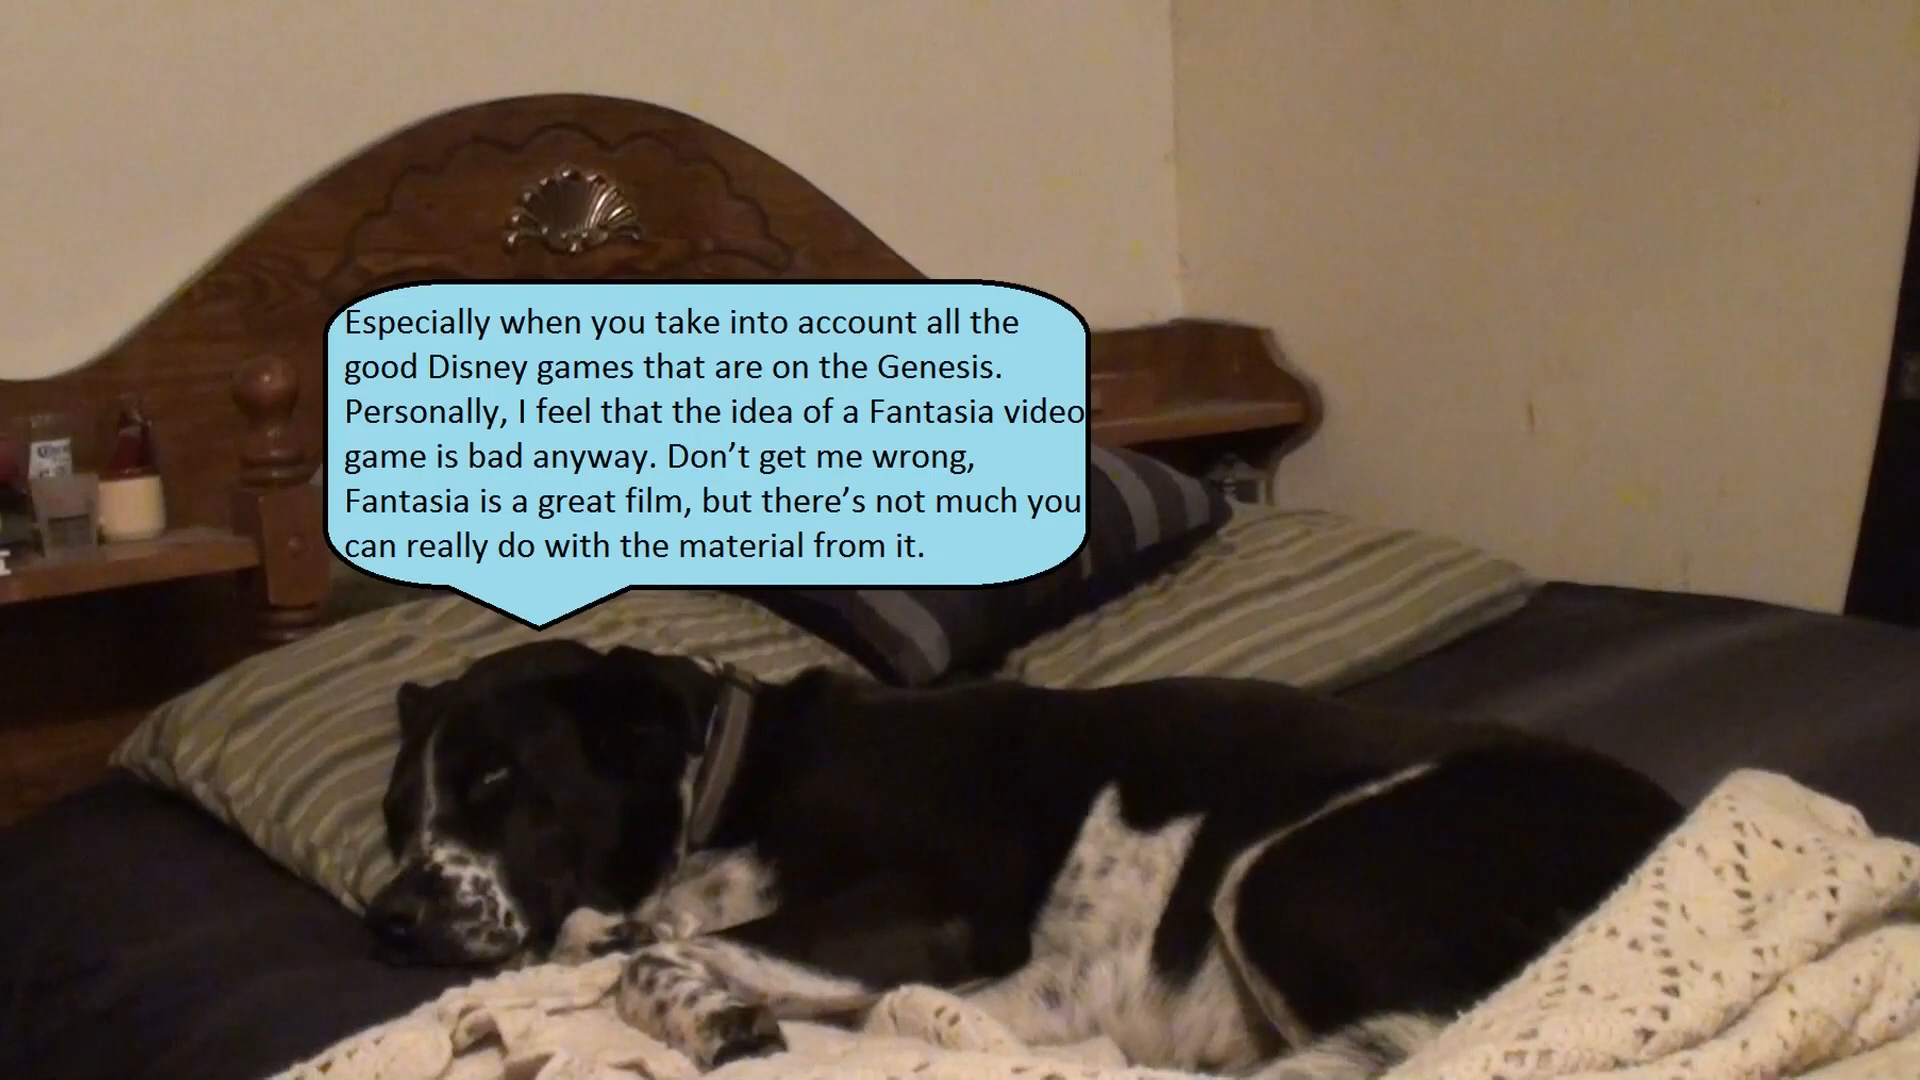 Especially when you take into account all the
good Disney games that are on the Genesis.
Personally, I feel that the idea of a Fantasia video
game is bad anyway. Don’t get me wrong,
Fantasia is a great film, but there’s not much you
can really do with the material from it.